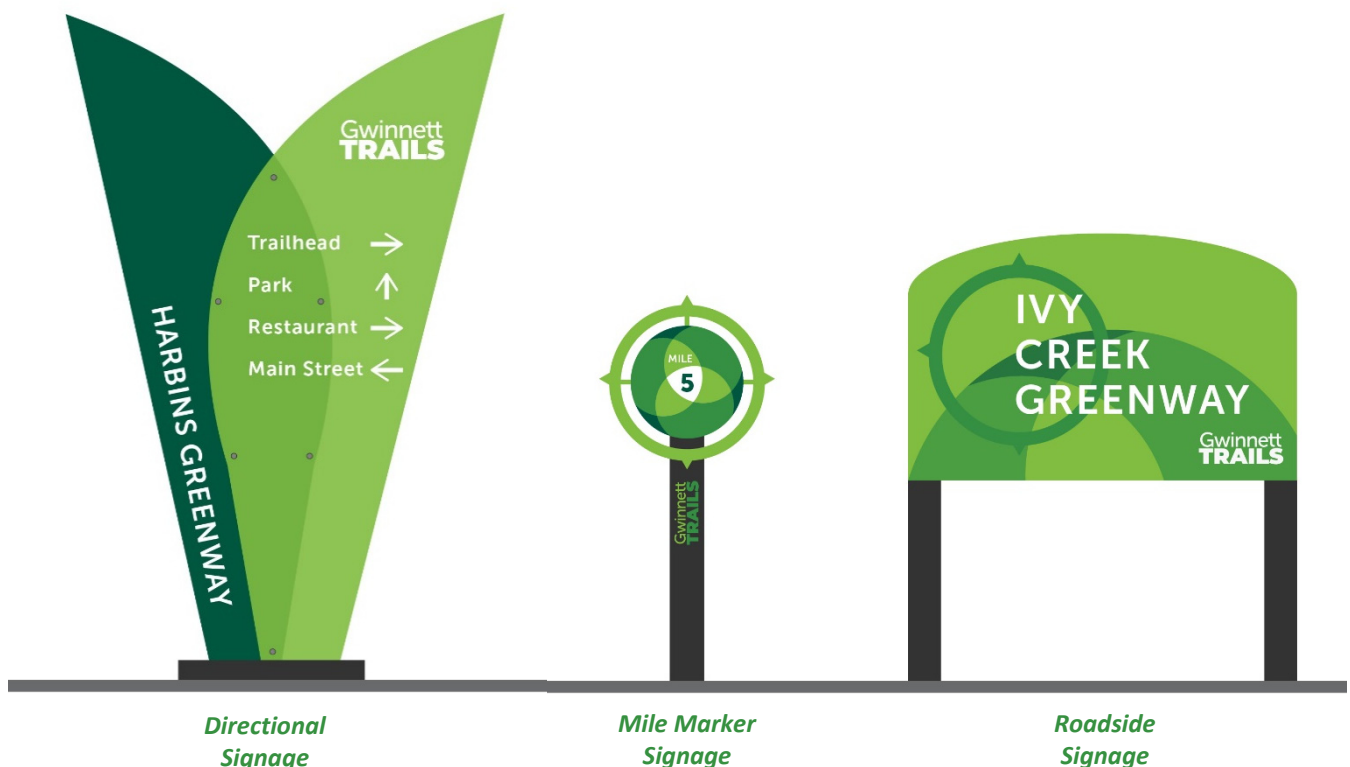 Gwinnett
TRAILS
Trailhead →
Park ↑
Restaurant →
Main Street ←
HARBINS GREENWAY
MILE
5
Gwinnett
TRAILS
IVY
CREEK
GREENWAY
Gwinnett
TRAILS
Directional
Signage
Mile Marker
Signage
Roadside
Signage